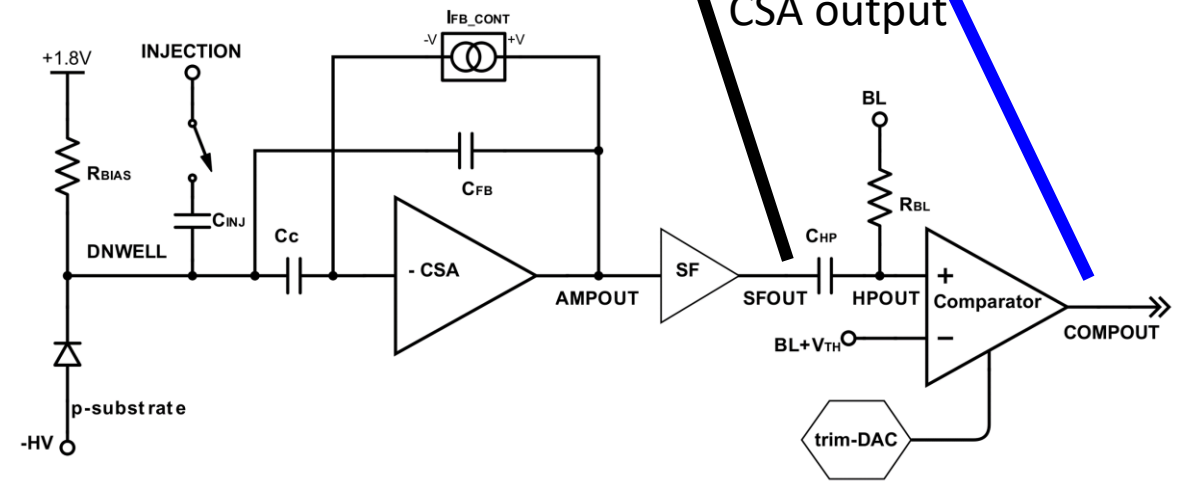 CSA output
IFB_CONT
-V
+V
+1.8V
INJECTION
BL
RBIAS
CFB
RBL
CINJ
DNWELL
Cc
CHP
- CSA
SF
+
Comparator
AMPOUT
SFOUT
HPOUT
COMPOUT
BL+VTH
−
p-substrate
trim-DAC
-HV